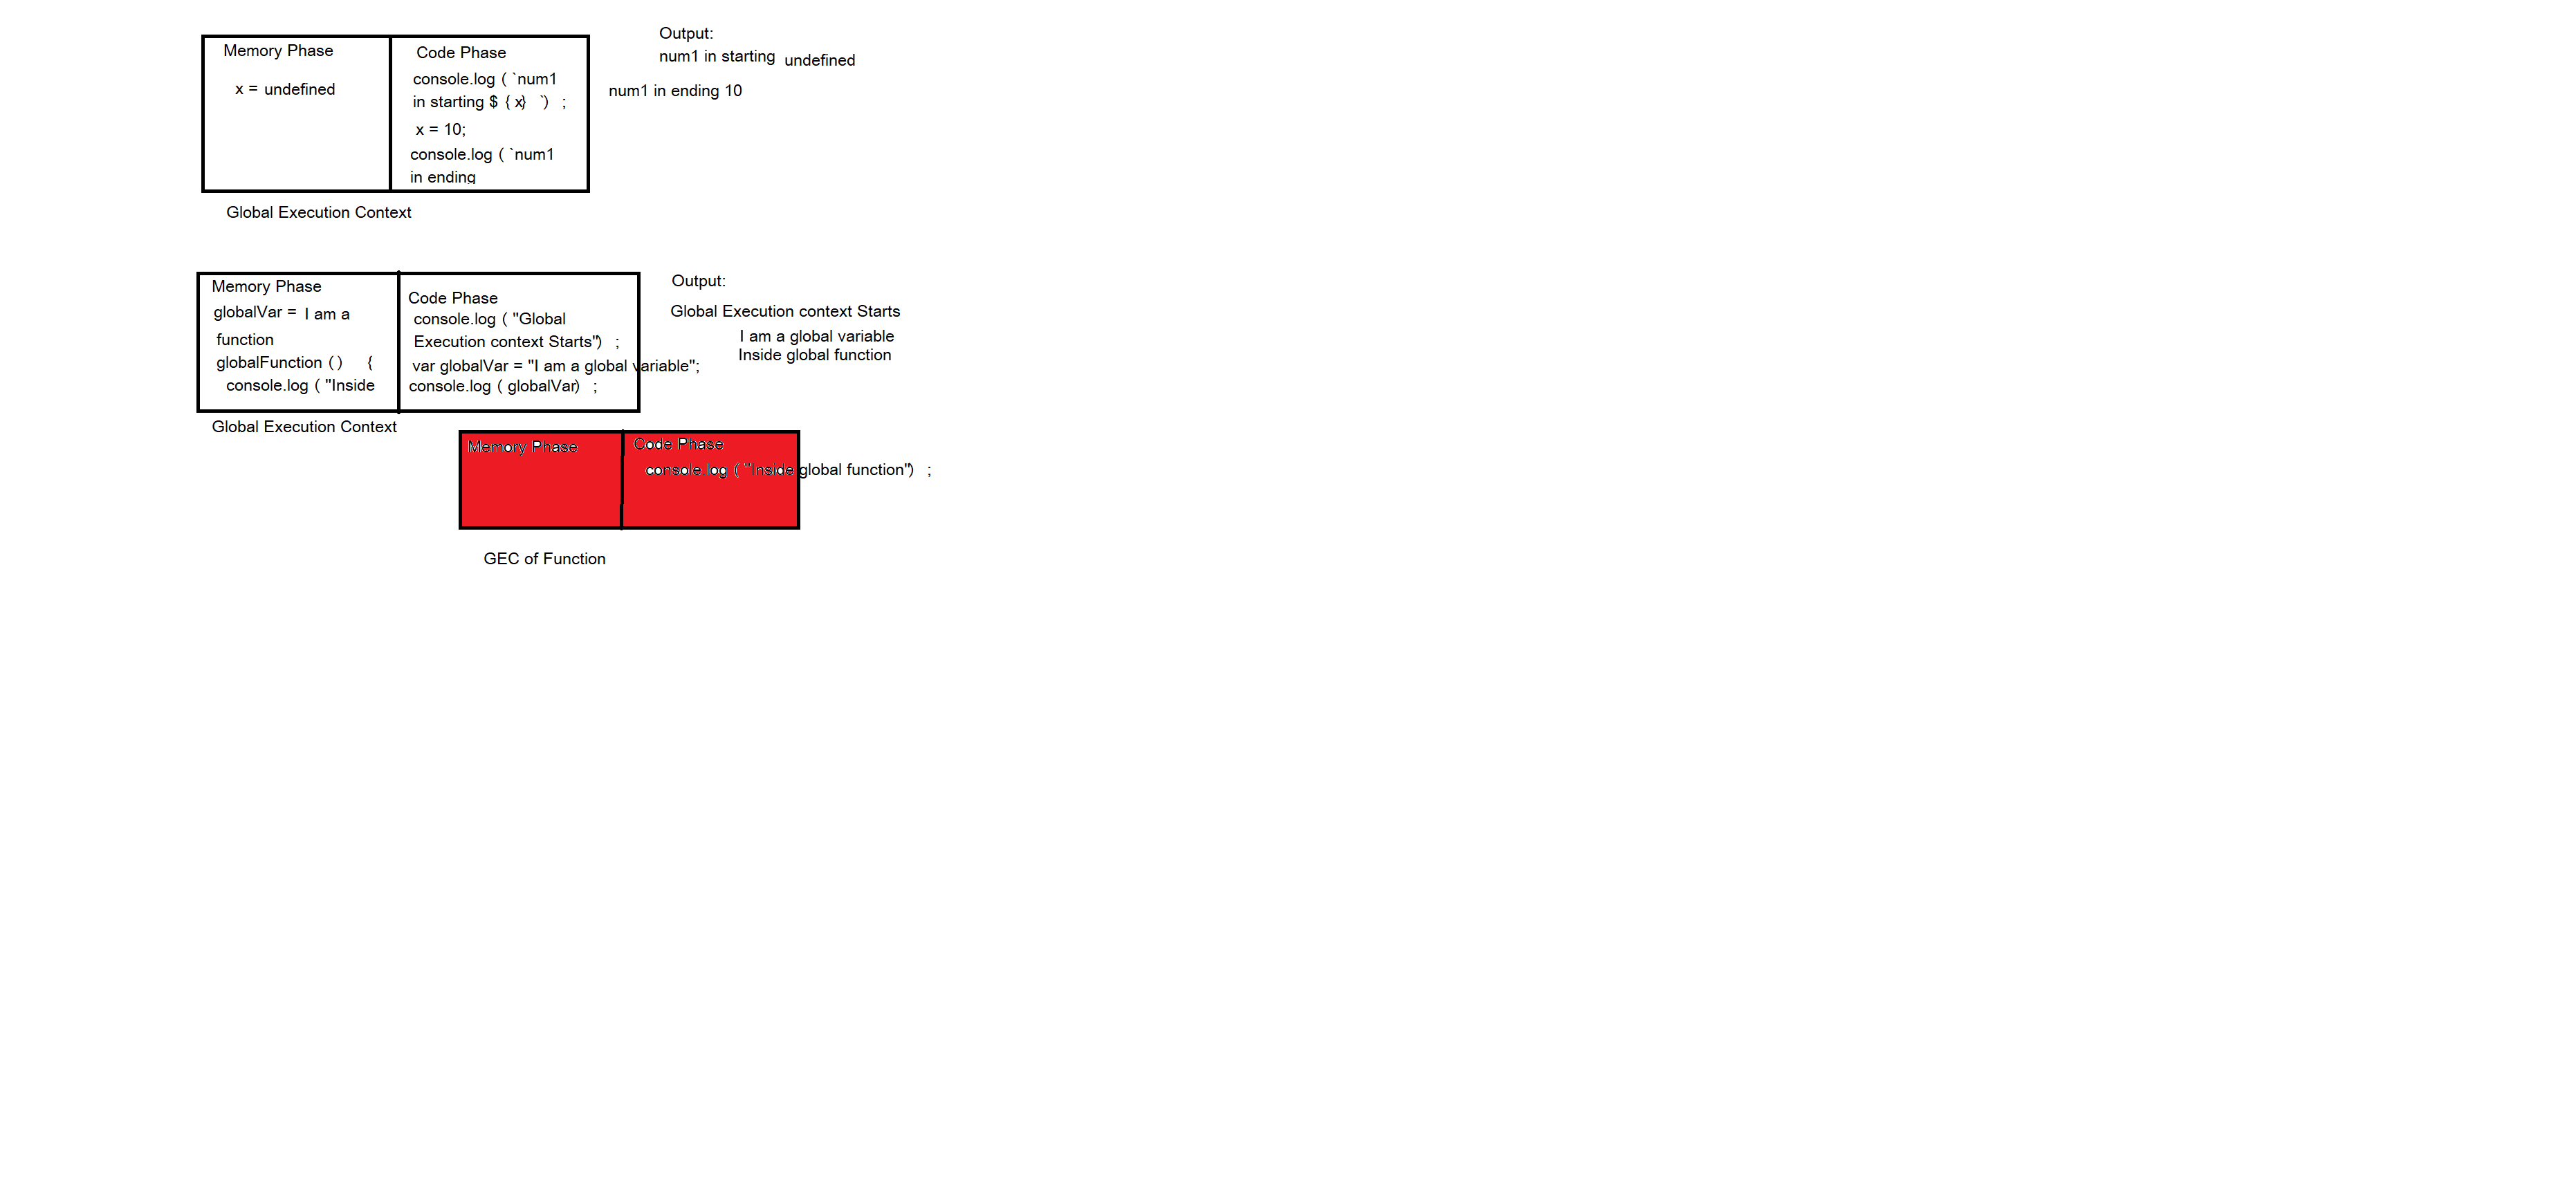 Memory Phase
x = undefined
Code Phase
console.log ( `num1
in starting $ { x} `) ;
x = 10;
console.log ( `num1
in ending
Output:
num1 in starting undefined
num1 in ending 10
Global Execution Context
Memory Phase
globalVar = I am a
function
globalFunction ( ) {
console.log ( "Inside
Code Phase
console.log ( "Global
Execution context Starts") ;
var globalVar = "I am a global variable";
console.log ( globalVar) ;
Output:
Global Execution context Starts
I am a global variable
Inside global function
Global Execution Context
Memory Phase
Code Phase
console.log ( "Inside global function") ;
GEC of Function